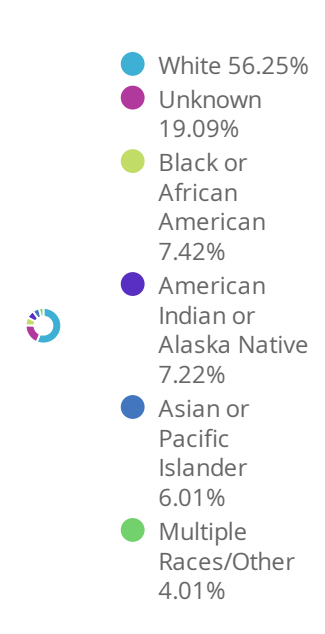 White 56.25%
Unknown
19.09%
Black or
African
American
7.42%
American
Indian or
Alaska Native
7.22%
Asian or
Pacific
Islander
6.01%
Multiple
Races/Other
4.01%